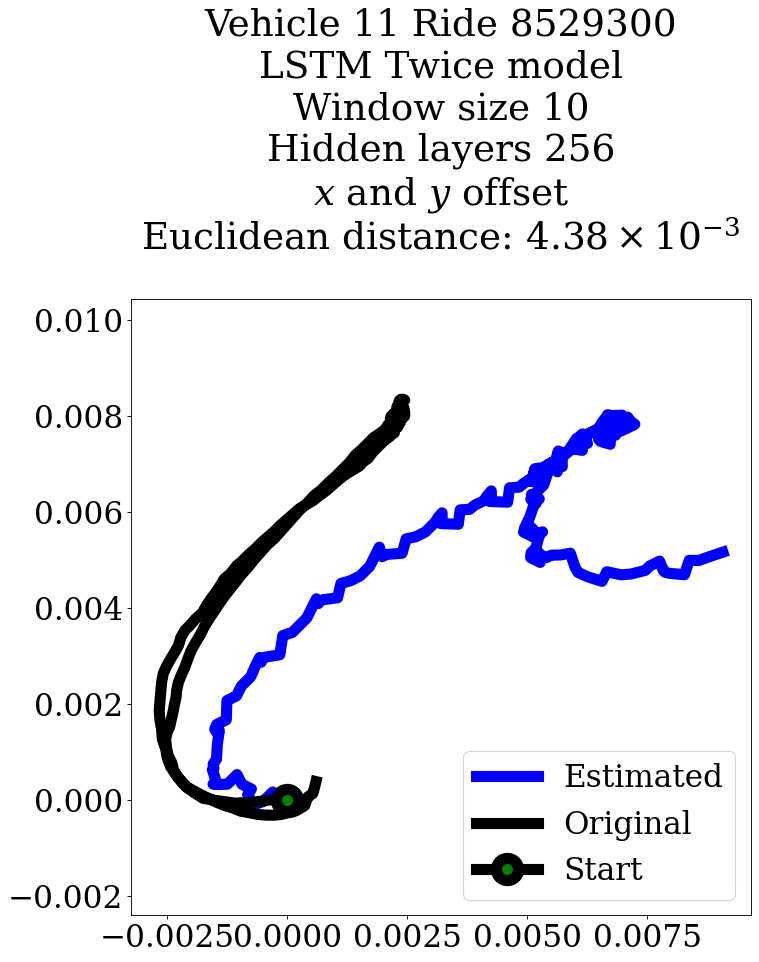 Vehicle 11 Ride 8529300
LSTM Twice model
Window size 10
Hidden layers 256
x and y offset
Euclidean distance: 4.38 × 10⁻³
0.010
0.008
0.006
0.004
0.002
0.000
−0.002
−0.0025 0.0000 0.0025 0.0050 0.0075
Estimated
Original
Start